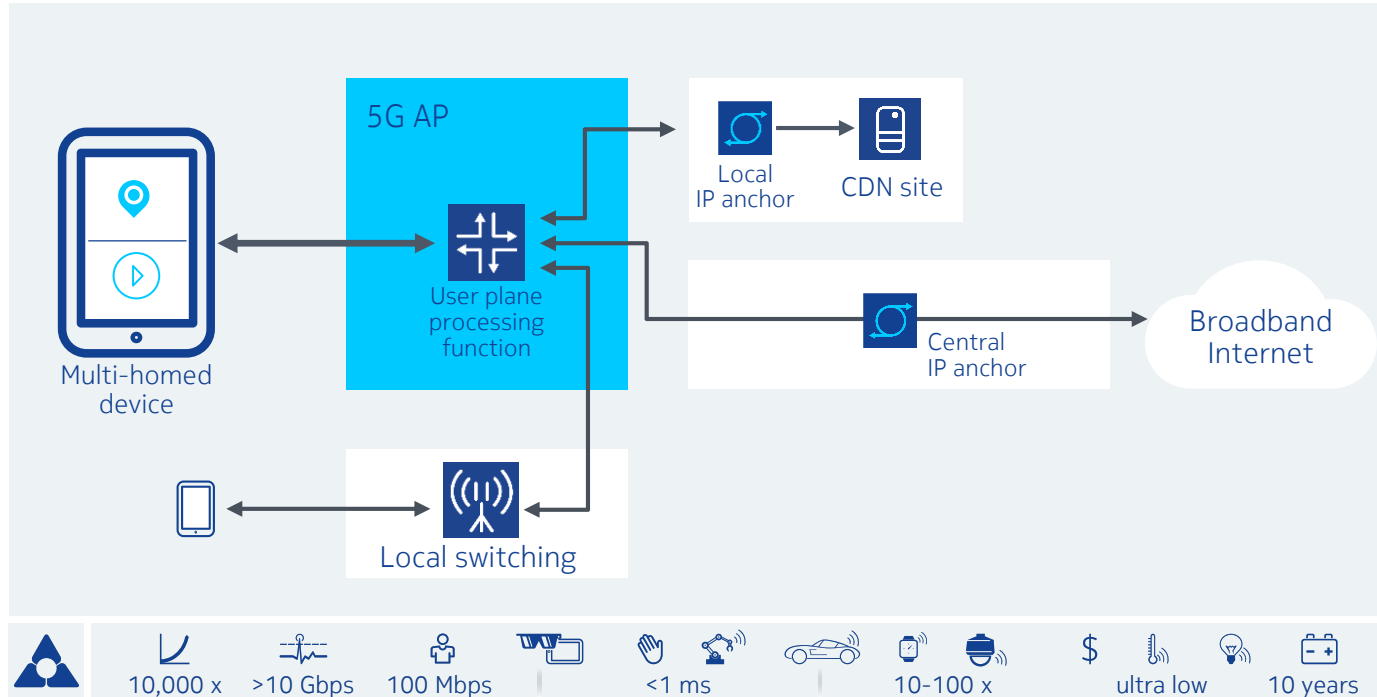 5G AP
Local
IP anchor
CDN site
User plane
processing
function
Central
IP anchor
Broadband
Internet
Multi-homed
device
Local switching
10,000 x
>10 Gbps
100 Mbps
<1 ms
10-100 x
$
ultra low
10 years